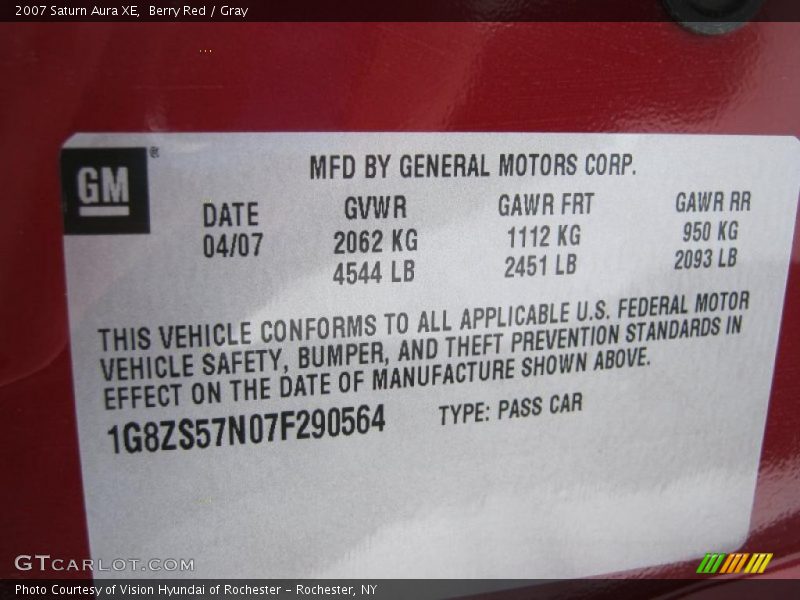 2007 Saturn Aura XE, Berry Red / Gray
GM®
MFD BY GENERAL MOTORS CORP.
DATE GVWR GAWR FRT GAWR RR
04/07 2062 KG 1112 KG 950 KG
4544 LB 2451 LB 2093 LB
THIS VEHICLE CONFORMS TO ALL APPLICABLE U.S. FEDERAL MOTOR
VEHICLE SAFETY, BUMPER, AND THEFT PREVENTION STANDARDS IN
EFFECT ON THE DATE OF MANUFACTURE SHOWN ABOVE.
1G8ZS57N07F290564 TYPE: PASS CAR
GTCARLOT.COM
Photo Courtesy of Vision Hyundai of Rochester – Rochester, NY